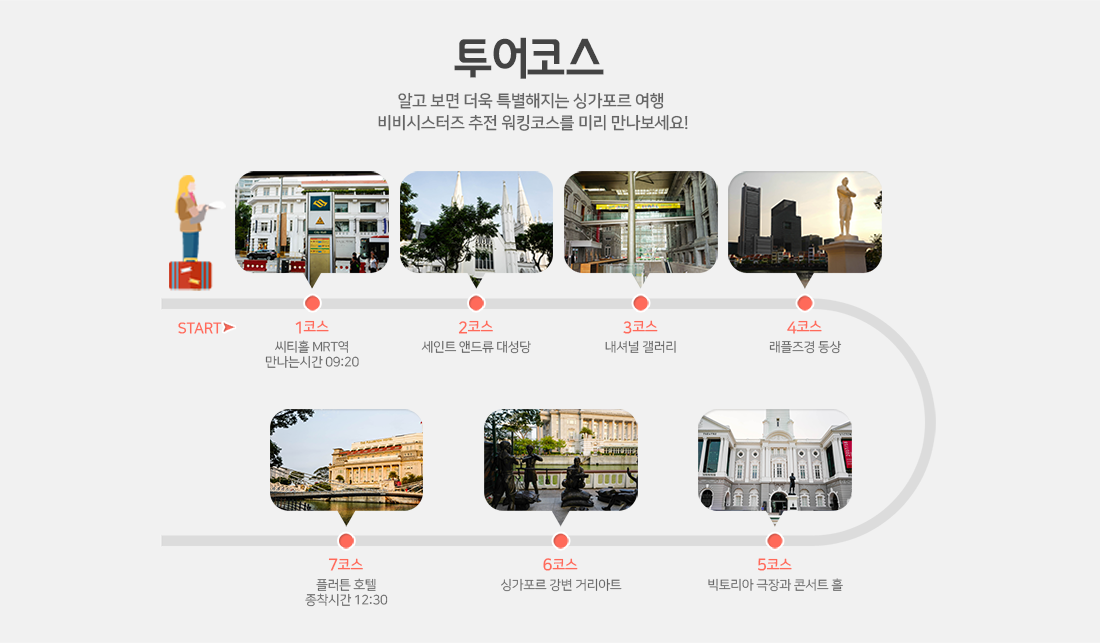 투어코스
알고 보면 더욱 특별해지는 싱가포르 여행
비비시스터즈 추전 워킹코스를 미리 만나보세요!
START
1코스
씨티홀 MRT역
만나는시간 09:20
2코스
세인트 앤드류 대성당
3코스
내셔널 갤러리
4코스
래플즈경 동상
5코스
빅토리아 극장과 콘서트 홀
6코스
싱가포르 강변 거리아트
7코스
플러튼 호텔
종착시간 12:30